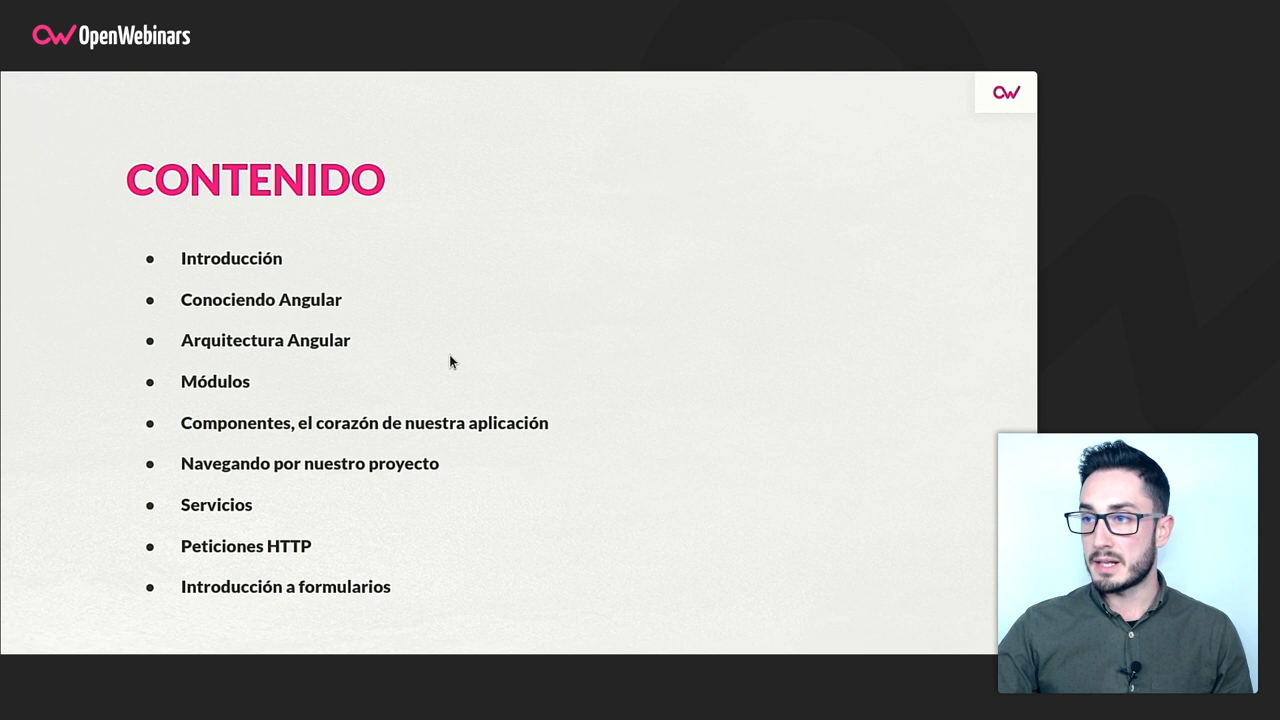 OpenWebinars
CONTENIDO
Introducción
Conociendo Angular
Arquitectura Angular
Módulos
Componentes, el corazón de nuestra aplicación
Navegando por nuestro proyecto
Servicios
Peticiones HTTP
Introducción a formularios